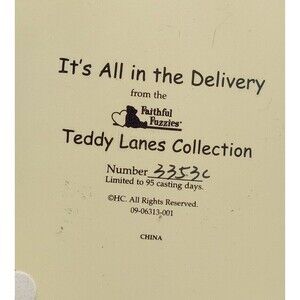 It's All in the Delivery
from the
Faithful
Fuzzies
Teddy Lanes Collection
Number 3353C
Limited to 95 casting days.
©HC. All Rights Reserved.
09-06313-001
CHINA